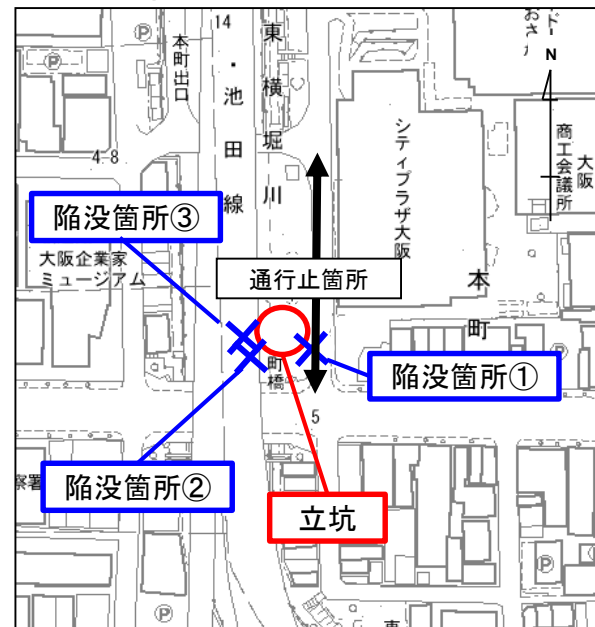 14
・池田線
本町出口
東横堀川
N
シティプラザ大阪
大阪
商工会議所
4-8
陥没箇所③
大阪企業家
ミュージアム
通行止箇所
本町
町橋
陥没箇所①
5
陥没箇所②
察署
立坑
P
P
P
P
P
東